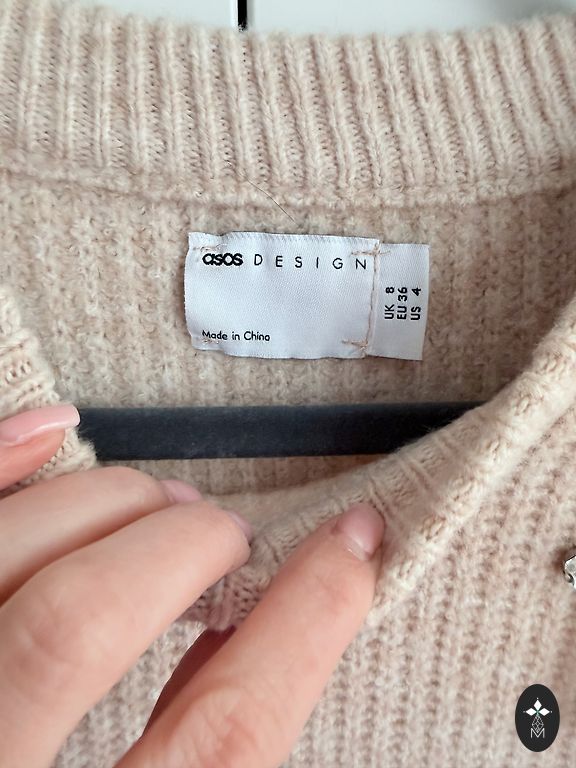 asos DESIGN
Made in China
UK 8
EU 36
US 4
M